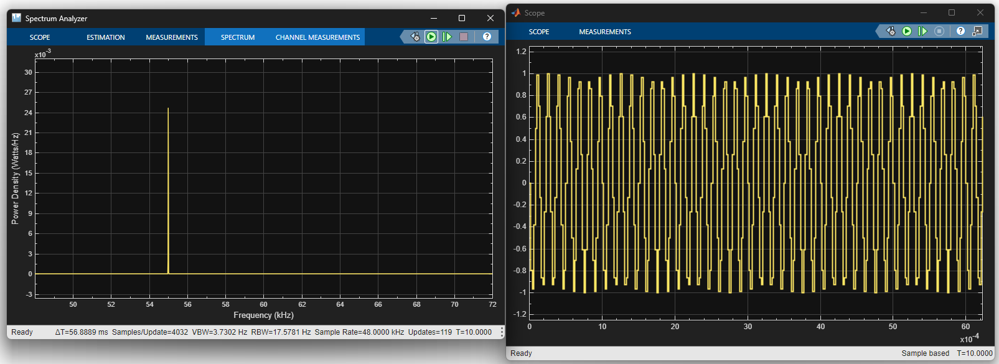 Spectrum Analyzer
SCOPE ESTIMATION MEASUREMENTS SPECTRUM CHANNEL MEASUREMENTS ?
x10-3
30
27
24
21
18
15
12
9
6
3
0
-3
Power Density (Watts/Hz)
50 52 54 56 58 60 62 64 66 68 70 72
Frequency (kHz)
Ready ΔT=56.8889 ms Samples/Update=4032 VBW=3.7302 Hz RBW=17.5781 Hz Sample Rate=48.0000 kHz Updates=119 T=10.0000
Scope
SCOPE MEASUREMENTS ?
1.2
1
0.8
0.6
0.4
0.2
0
-0.2
-0.4
-0.6
-0.8
-1
-1.2
0 10 20 30 40 50 60
x10-4
Ready Sample based T=10.0000